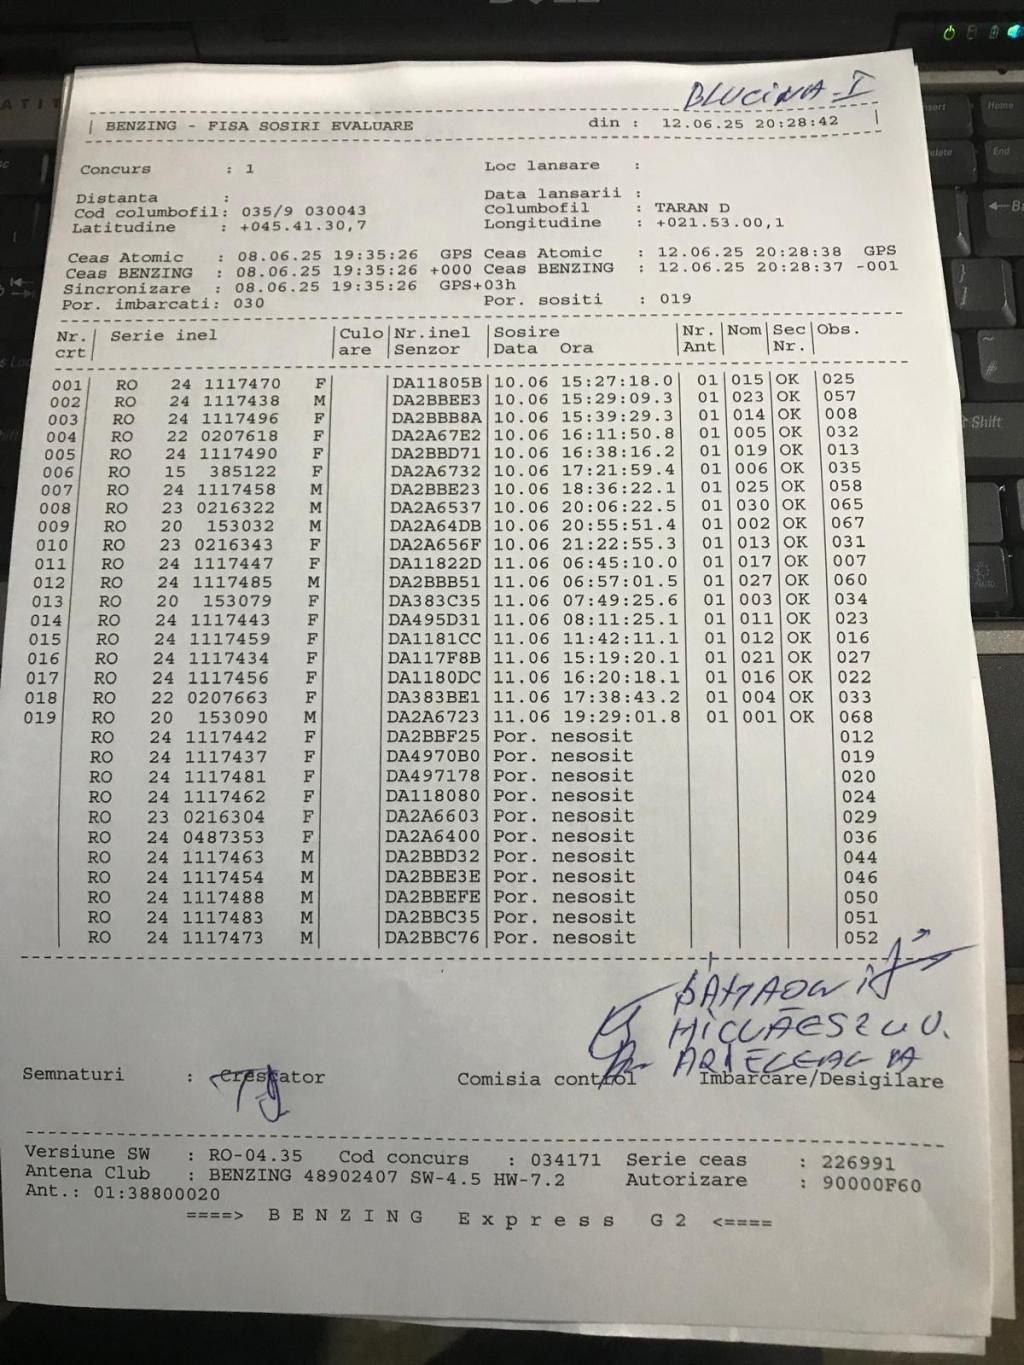 BLUCINA-I
| BENZING - FISA SOSIRI EVALUARE din : 12.06.25 20:28:42 |
Concurs : 1 Loc lansare :
Distanta : Data lansarii :
Cod columbofil: 035/9 030043 Columbofil : TARAN D
Latitudine : +045.41.30,7 Longitudine : +021.53.00,1
Ceas Atomic : 08.06.25 19:35:26 GPS Ceas Atomic : 12.06.25 20:28:38 GPS
Ceas BENZING : 08.06.25 19:35:26 +000 Ceas BENZING : 12.06.25 20:28:37 -001
Sincronizare : 08.06.25 19:35:26 GPS+03h
Por. imbarcati: 030 Por. sositi : 019
Nr. | Serie inel |Culo|Nr.inel |Sosire |Nr.|Nom|Sec|Obs.
crt| |are |Senzor |Data Ora |Ant| |Nr.|
001| RO 24 1117470 F| |DA11805B|10.06 15:27:18.0| 01|015|OK |025
002| RO 24 1117438 M| |DA2BBEE3|10.06 15:29:09.3| 01|023|OK |057
003| RO 24 1117496 F| |DA2BBB8A|10.06 15:39:29.3| 01|014|OK |008
004| RO 22 0207618 F| |DA2A67E2|10.06 16:11:50.8| 01|005|OK |032
005| RO 24 1117490 F| |DA2BBD71|10.06 16:38:16.2| 01|019|OK |013
006| RO 15 385122 F| |DA2A6732|10.06 17:21:59.4| 01|006|OK |035
007| RO 24 1117458 M| |DA2BBE23|10.06 18:36:22.1| 01|025|OK |058
008| RO 23 0216322 M| |DA2A6537|10.06 20:06:22.5| 01|030|OK |065
009| RO 20 153032 M| |DA2A64DB|10.06 20:55:51.4| 01|002|OK |067
010| RO 23 0216343 F| |DA2A656F|10.06 21:22:55.3| 01|013|OK |031
011| RO 24 1117447 F| |DA11822D|11.06 06:45:10.0| 01|017|OK |007
012| RO 24 1117485 M| |DA2BBB51|11.06 06:57:01.5| 01|027|OK |060
013| RO 20 153079 F| |DA383C35|11.06 07:49:25.6| 01|003|OK |034
014| RO 24 1117443 F| |DA495D31|11.06 08:11:25.1| 01|011|OK |023
015| RO 24 1117459 F| |DA1181CC|11.06 11:42:11.1| 01|012|OK |016
016| RO 24 1117434 F| |DA117F8B|11.06 15:19:20.1| 01|021|OK |027
017| RO 24 1117456 F| |DA1180DC|11.06 16:20:18.1| 01|016|OK |022
018| RO 22 0207663 F| |DA383BE1|11.06 17:38:43.2| 01|004|OK |033
019| RO 20 153090 M| |DA2A6723|11.06 19:29:01.8| 01|001|OK |068
RO 24 1117442 F| |DA2BBF25|Por. nesosit | | | |012
RO 24 1117437 F| |DA4970B0|Por. nesosit | | | |019
RO 24 1117481 F| |DA497178|Por. nesosit | | | |020
RO 24 1117462 F| |DA118080|Por. nesosit | | | |024
RO 23 0216304 F| |DA2A6603|Por. nesosit | | | |029
RO 24 0487353 F| |DA2A6400|Por. nesosit | | | |036
RO 24 1117463 M| |DA2BBD32|Por. nesosit | | | |044
RO 24 1117454 M| |DA2BBE3E|Por. nesosit | | | |046
RO 24 1117488 M| |DA2BBEFE|Por. nesosit | | | |050
RO 24 1117483 M| |DA2BBC35|Por. nesosit | | | |051
RO 24 1117473 M| |DA2BBC76|Por. nesosit | | | |052
Semnaturi : Crescator Comisia control Imbarcare/Desigilare
Versiune SW : RO-04.35 Cod concurs : 034171 Serie ceas : 226991
Antena Club : BENZING 48902407 SW-4.5 HW-7.2 Autorizare : 90000F60
Ant.: 01:38800020
====> B E N Z I N G E x p r e s s G 2 <====